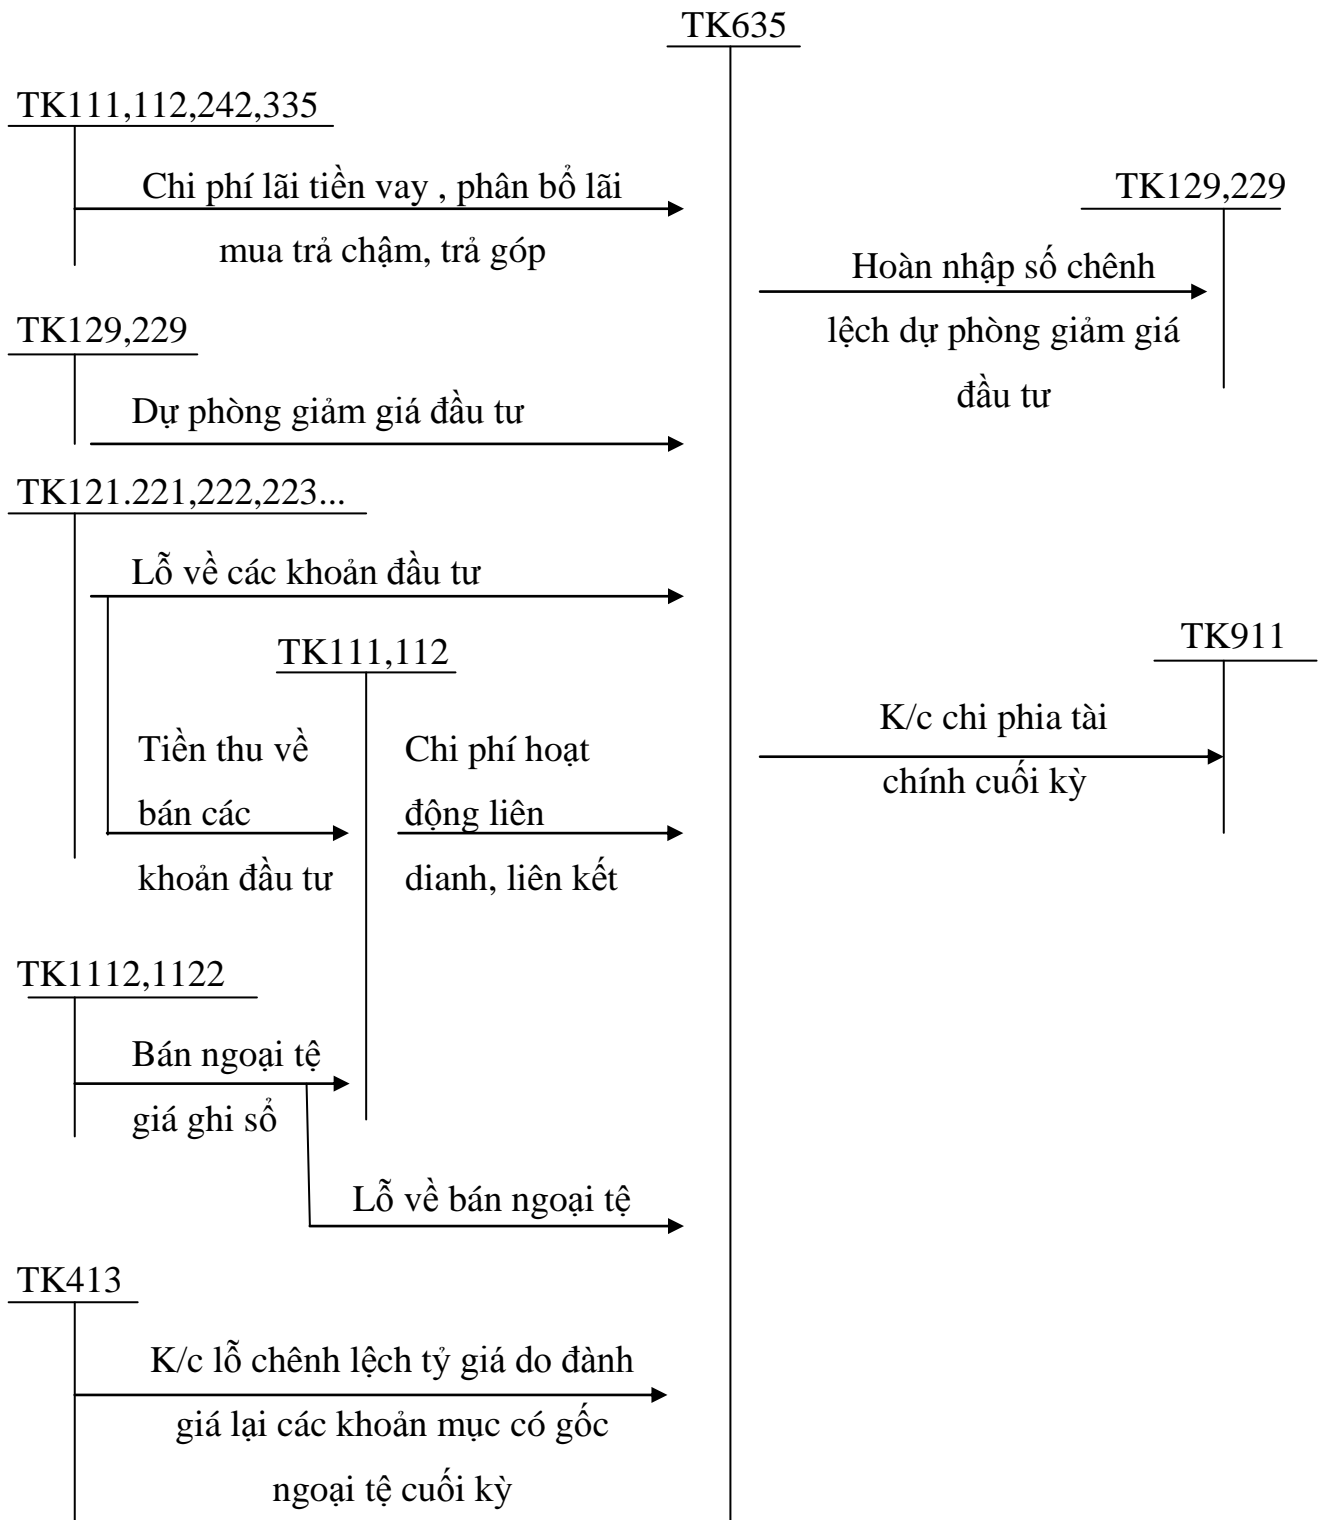 TK635
TK111,112,242,335
Chi phí lãi tiền vay , phân bổ lãi
mua trả chậm, trả góp
TK129,229
Hoàn nhập số chênh
lệch dự phòng giảm giá
đầu tư
TK129,229
Dự phòng giảm giá đầu tư
TK121.221,222,223...
Lỗ về các khoản đầu tư
TK111,112
Tiền thu về
bán các
khoản đầu tư
Chi phí hoạt
động liên
dianh, liên kết
TK911
K/c chi phia tài
chính cuối kỳ
TK1112,1122
Bán ngoại tệ
giá ghi sổ
Lỗ về bán ngoại tệ
TK413
K/c lỗ chênh lệch tỷ giá do đành
giá lại các khoản mục có gốc
ngoại tệ cuối kỳ